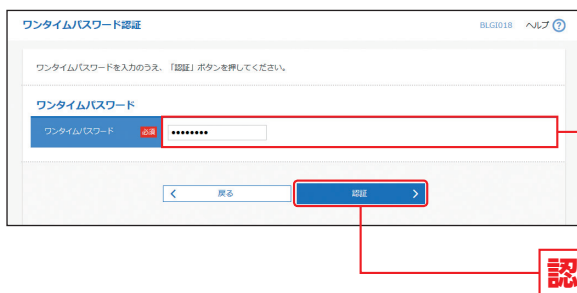 ワンタイムパスワード認証 BLGI018 ヘルプ ?
ワンタイムパスワードを入力のうえ、「認証」ボタンを押してください。
ワンタイムパスワード
ワンタイムパスワード 必須 ••••••••
戻る 認証
認